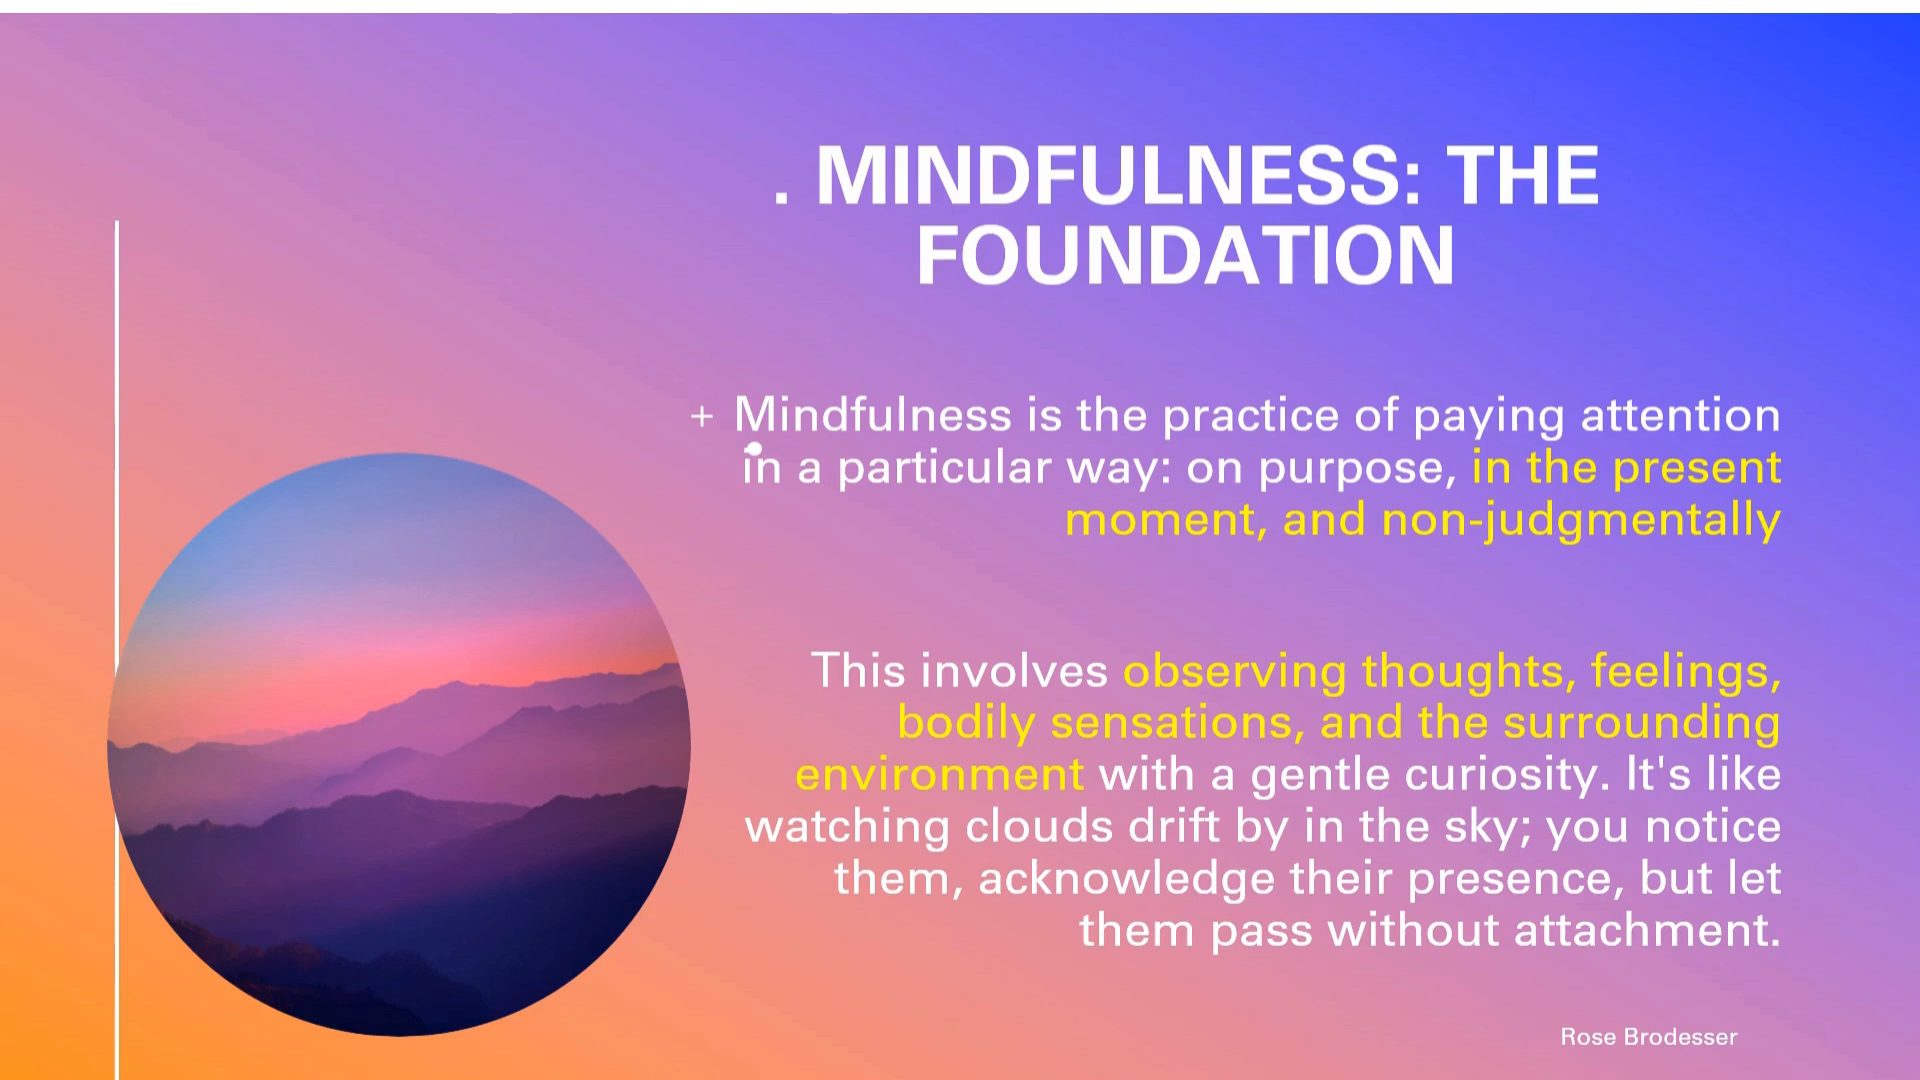 . MINDFULNESS: THE
FOUNDATION
+ Mindfulness is the practice of paying attention
in a particular way: on purpose, in the present
moment, and non-judgmentally
This involves observing thoughts, feelings,
bodily sensations, and the surrounding
environment with a gentle curiosity. It's like
watching clouds drift by in the sky; you notice
them, acknowledge their presence, but let
them pass without attachment.
Rose Brodesser